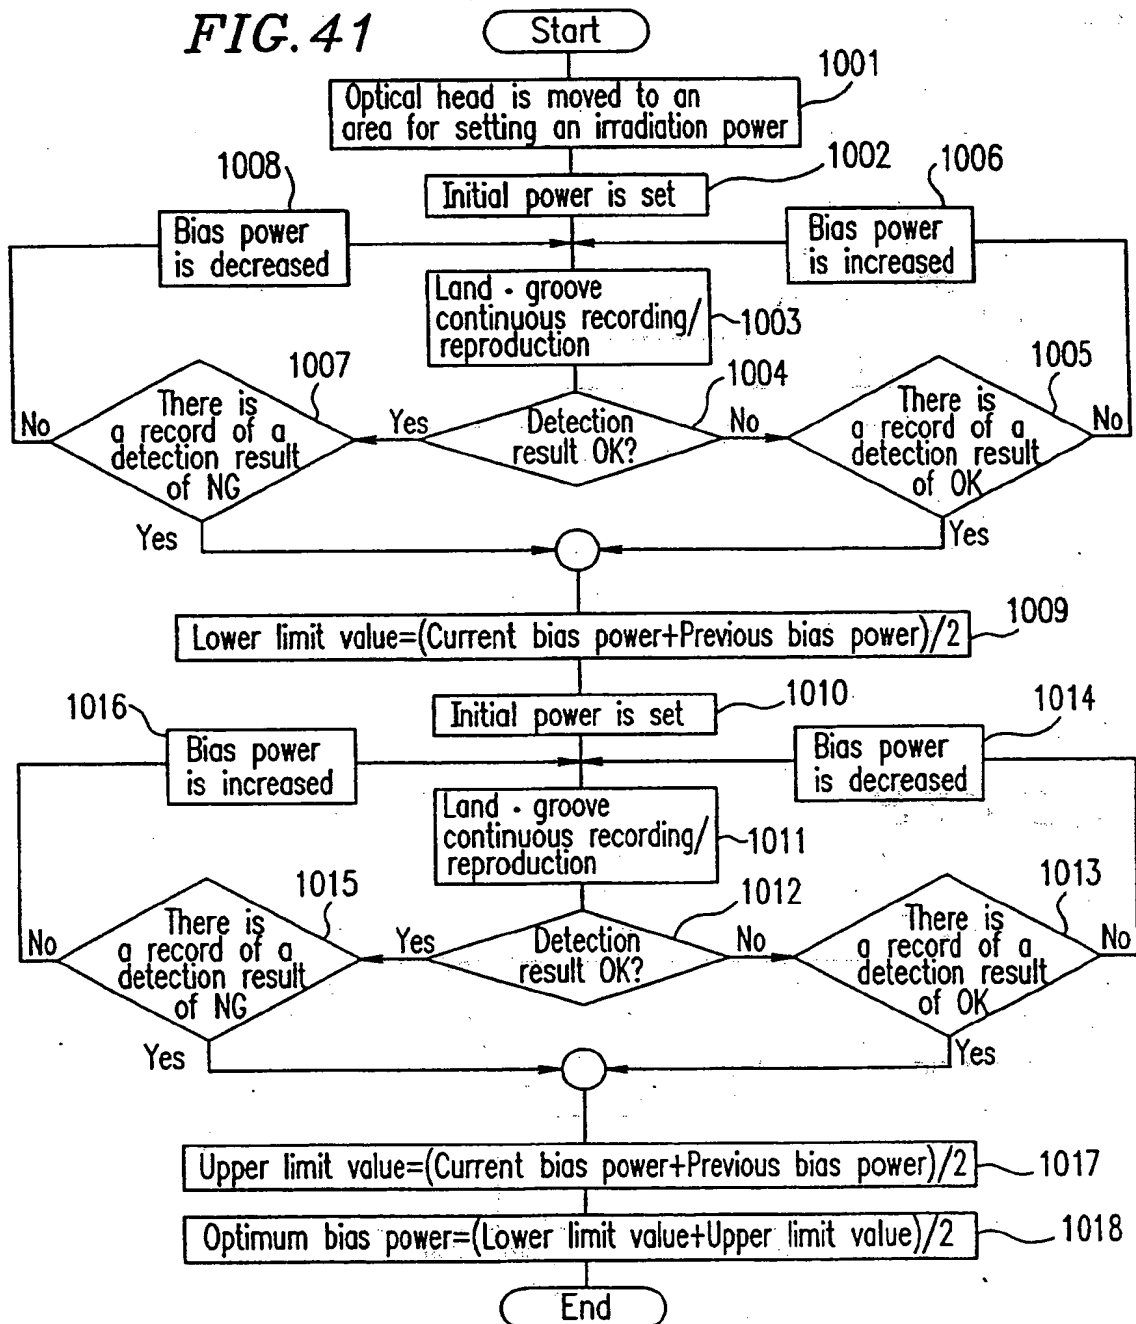 FIG. 41
Start
1001
Optical head is moved to an
area for setting an irradiation power
1002
Initial power is set
1008
Bias power
is decreased
1006
Bias power
is increased
Land · groove
continuous recording/
reproduction
1003
1007
There is
a record of a
detection result
of NG
No
Yes
1004
Detection
result OK?
Yes
No
1005
There is
a record of a
detection result
of OK
No
Yes
Lower limit value=(Current bias power+Previous bias power)/2
1009
Initial power is set
1010
1016
Bias power
is increased
1014
Bias power
is decreased
Land · groove
continuous recording/
reproduction
1011
1015
There is
a record of a
detection result
of NG
No
Yes
1012
Detection
result OK?
Yes
No
1013
There is
a record of a
detection result
of OK
No
Yes
Upper limit value=(Current bias power+Previous bias power)/2
1017
Optimum bias power=(Lower limit value+Upper limit value)/2
1018
End